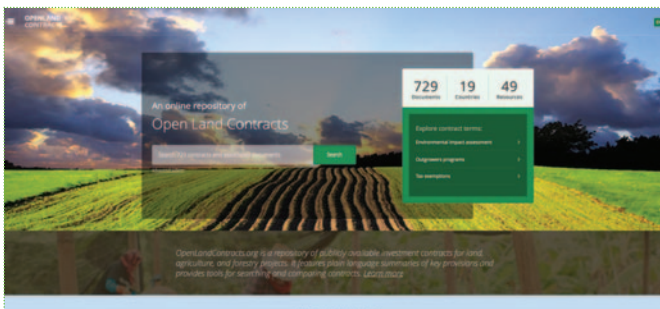 OPENLAND
CONTRACTS
An online repository of
Open Land Contracts
Search
729
Documents
19
Countries
49
Resources
Explore contract terms:
Environmental impact assessment
Outgrowers programs
Tax exemptions
OpenLandContracts.org is a repository of publicly available investment contracts for land,
agriculture, and forestry projects. It features plain language summaries of key provisions and
provides tools for searching and comparing contracts. Learn more